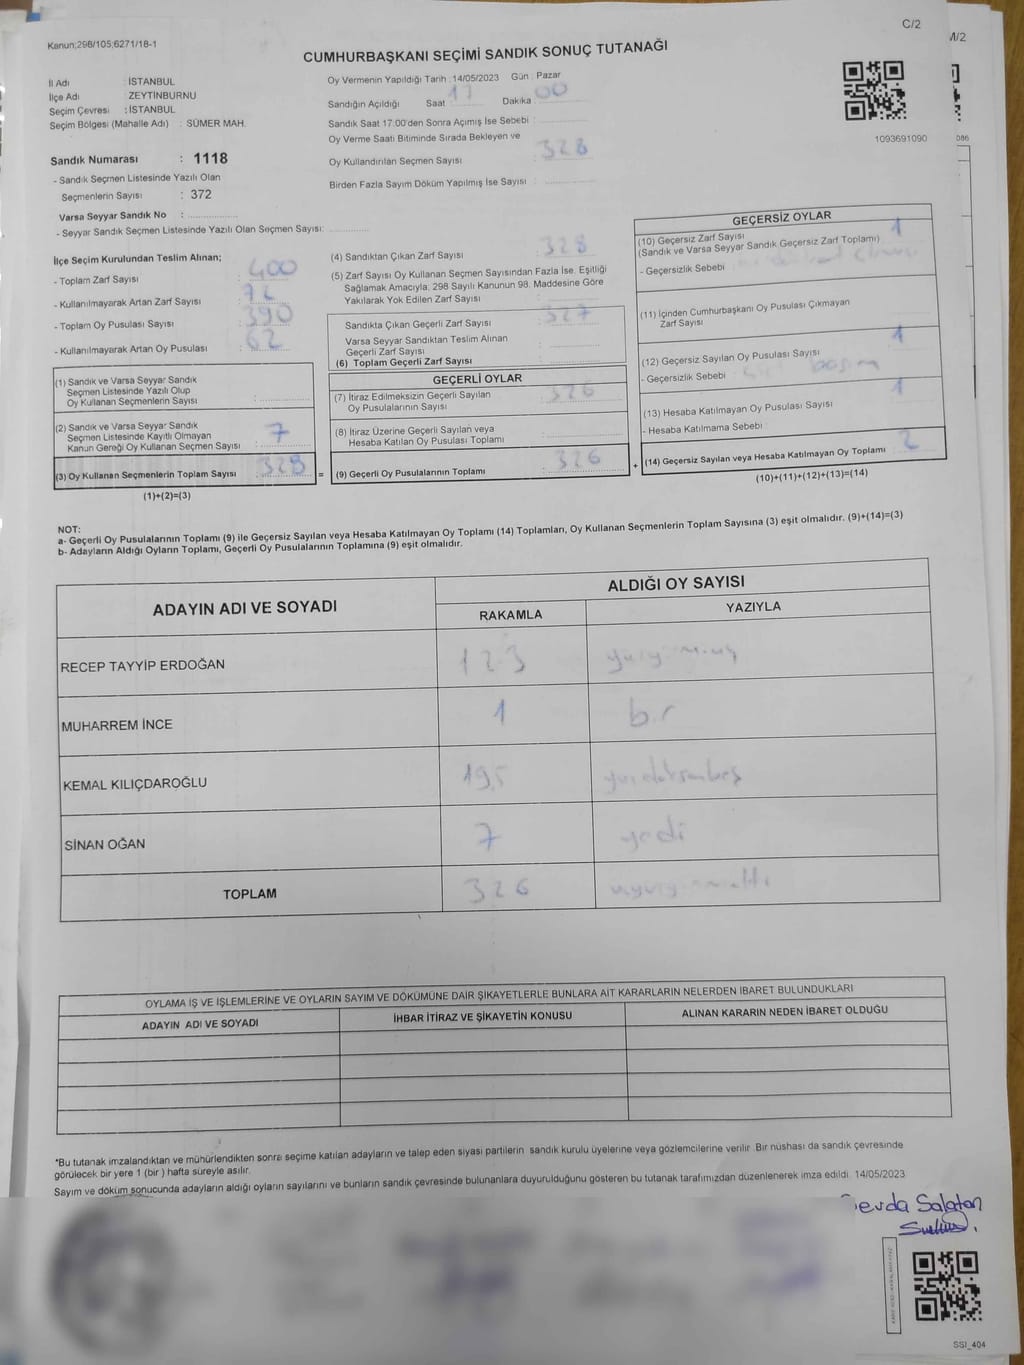 C/2
M/2
Kanun;298/105;6271/18-1
CUMHURBAŞKANI SEÇİMİ SANDIK SONUÇ TUTANAĞI
İl Adı : İSTANBUL
İlçe Adı : ZEYTİNBURNU
Seçim Çevresi : İSTANBUL
Seçim Bölgesi (Mahalle Adı) : SÜMER MAH.
Oy Vermenin Yapıldığı Tarih :14/05/2023 Gün : Pazar
Sandığın Açıldığı Saat 17 Dakika 00
Sandık Saat 17:00'den Sonra Açımış İse Sebebi :
Oy Verme Saati Bitiminde Sırada Bekleyen ve
Oy Kullandırılan Seçmen Sayısı : 328
Birden Fazla Sayım Döküm Yapılmış İse Sayısı :
1093691090
086
Sandık Numarası : 1118
- Sandık Seçmen Listesinde Yazılı Olan
Seçmenlerin Sayısı : 372
Varsa Seyyar Sandık No :
- Seyyar Sandık Seçmen Listesinde Yazılı Olan Seçmen Sayısı:
İlçe Seçim Kurulundan Teslim Alınan;
- Toplam Zarf Sayısı : 400
- Kullanılmayarak Artan Zarf Sayısı : 72
- Toplam Oy Pusulası Sayısı : 390
- Kullanılmayarak Artan Oy Pusulası : 62
(1) Sandık ve Varsa Seyyar Sandık
Seçmen Listesinde Yazılı Olup
Oy Kullanan Seçmenlerin Sayısı :
(2) Sandık ve Varsa Seyyar Sandık
Seçmen Listesinde Kayıtlı Olmayan
Kanun Gereği Oy Kullanan Seçmen Sayısı : 7
(3) Oy Kullanan Seçmenlerin Toplam Sayısı : 328 =
(1)+(2)=(3)
(4) Sandıktan Çıkan Zarf Sayısı : 328
(5) Zarf Sayısı Oy Kullanan Seçmen Sayısından Fazla İse. Eşitliği
Sağlamak Amacıyla; 298 Sayılı Kanunun 98. Maddesine Göre
Yakılarak Yok Edilen Zarf Sayısı :
Sandıkta Çıkan Geçerli Zarf Sayısı : 327
Varsa Seyyar Sandıktan Teslim Alınan
Geçerli Zarf Sayısı :
(6) Toplam Geçerli Zarf Sayısı :
GEÇERLİ OYLAR
(7) İtiraz Edilmeksizin Geçerli Sayılan
Oy Pusulalarının Sayısı : 326
(8) İtiraz Üzerine Geçerli Sayılan veya
Hesaba Katılan Oy Pusulası Toplamı :
(9) Geçerli Oy Pusulalarının Toplamı : 326 +
GEÇERSİZ OYLAR
(10) Geçersiz Zarf Sayısı
(Sandık ve Varsa Seyyar Sandık Geçersiz Zarf Toplamı) 1
- Geçersizlik Sebebi :
(11) İçinden Cumhurbaşkanı Oy Pusulası Çıkmayan
Zarf Sayısı
(12) Geçersiz Sayılan Oy Pusulası Sayısı 1
- Geçersizlik Sebebi :
(13) Hesaba Katılmayan Oy Pusulası Sayısı 1
- Hesaba Katılmama Sebebi :
(14) Geçersiz Sayılan veya Hesaba Katılmayan Oy Toplamı 2
(10)+(11)+(12)+(13)=(14)
NOT:
a- Geçerli Oy Pusulalarının Toplamı (9) ile Geçersiz Sayılan veya Hesaba Katılmayan Oy Toplamı (14) Toplamları, Oy Kullanan Seçmenlerin Toplam Sayısına (3) eşit olmalıdır. (9)+(14)=(3)
b- Adayların Aldığı Oyların Toplamı, Geçerli Oy Pusulalarının Toplamına (9) eşit olmalıdır.
ADAYIN ADI VE SOYADI
ALDIĞI OY SAYISI
RAKAMLA YAZIYLA
RECEP TAYYİP ERDOĞAN 123
MUHARREM İNCE 1 bir
KEMAL KILIÇDAROĞLU 195 yüzdoksanbeş
SİNAN OĞAN 7 yedi
TOPLAM 326
OYLAMA İŞ VE İŞLEMLERİNE VE OYLARIN SAYIM VE DÖKÜMÜNE DAİR ŞİKAYETLERLE BUNLARA AİT KARARLARIN NELERDEN İBARET BULUNDUKLARI
ADAYIN ADI VE SOYADI İHBAR İTİRAZ VE ŞİKAYETİN KONUSU ALINAN KARARIN NEDEN İBARET OLDUĞU
*Bu tutanak imzalandıktan ve mühürlendikten sonra seçime katılan adayların ve talep eden siyasi partilerin sandık kurulu üyelerine veya gözlemcilerine verilir. Bir nüshası da sandık çevresinde
görülecek bir yere 1 (bir ) hafta süreyle asılır.
Sayım ve döküm sonucunda adayların aldığı oyların sayılarını ve bunların sandık çevresinde bulunanlara duyurulduğunu gösteren bu tutanak tarafımızdan düzenlenerek imza edildi. 14/05/2023
SSI_404